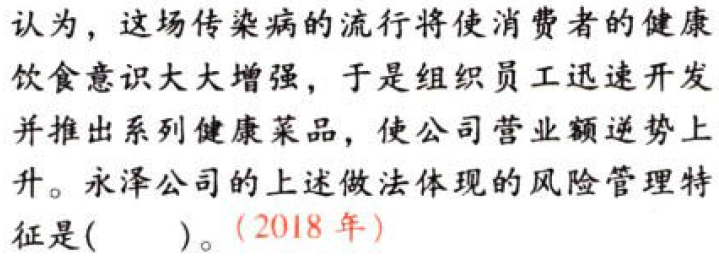 认为，这场传染病的流行将使消费者的健康
饮食意识大大增强，于是组织员工迅速开发
并推出系列健康菜品，使公司营业额逆势上
升。永泽公司的上述做法体现的风险管理特
征是(　　)。(2018 年)